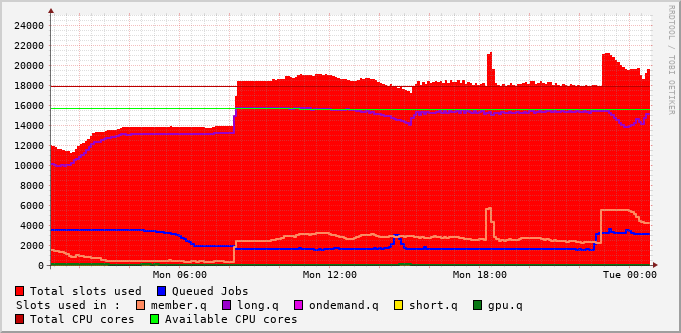 24000
22000
20000
18000
16000
14000
12000
10000
8000
6000
4000
2000
0
Mon 06:00 Mon 12:00 Mon 18:00 Tue 00:00
Total slots used Queued Jobs
Slots used in : member.q long.q ondemand.q short.q gpu.q
Total CPU cores Available CPU cores
RRDTOOL / TOBI OETIKER